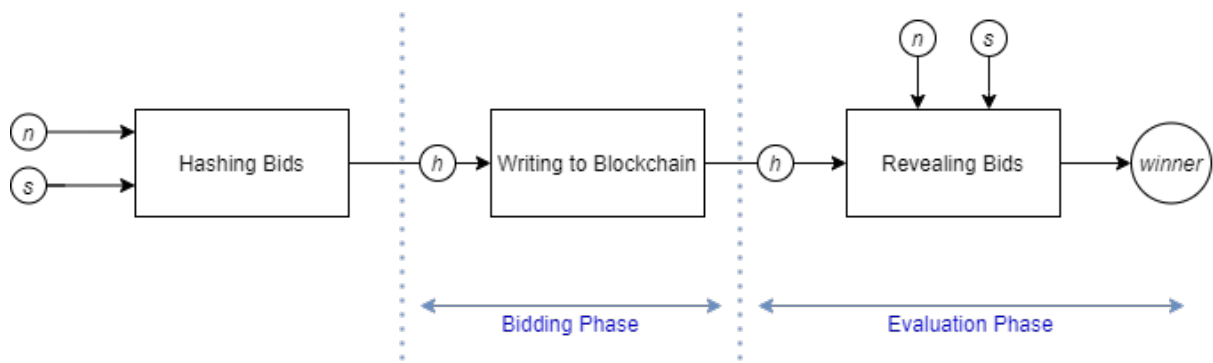 n
s
n
s
Hashing Bids
h
Writing to Blockchain
h
Revealing Bids
winner
Bidding Phase
Evaluation Phase